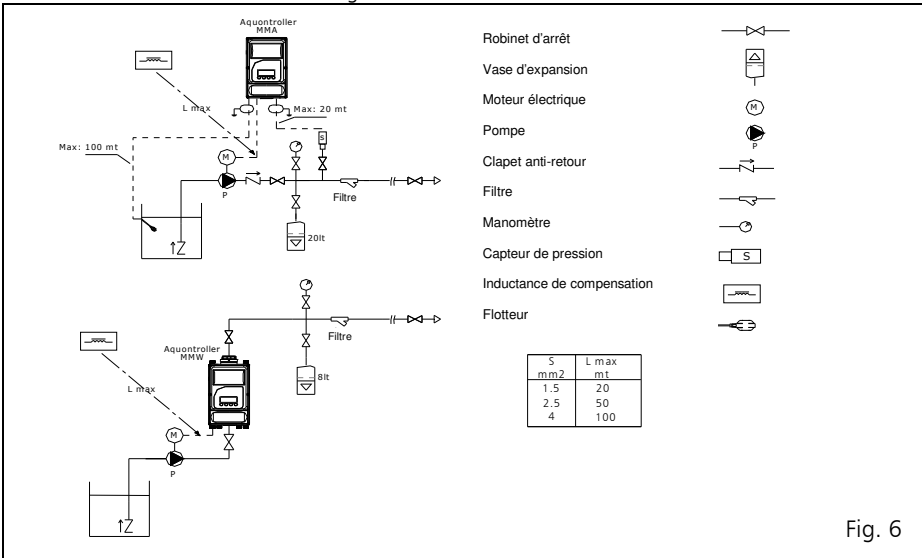 Aquontroller
MMA
L max
Max: 20 mt
Max: 100 mt
S
M
P
Filtre
20lt
Aquontroller
MMW
L max
Filtre
8lt
M
P
Robinet d'arrêt
Vase d'expansion
Moteur électrique
M
Pompe
P
Clapet anti-retour
Filtre
Manomètre
Capteur de pression
S
Inductance de compensation
Flotteur
S L max
mm2 mt
1.5 20
2.5 50
4 100
Fig. 6